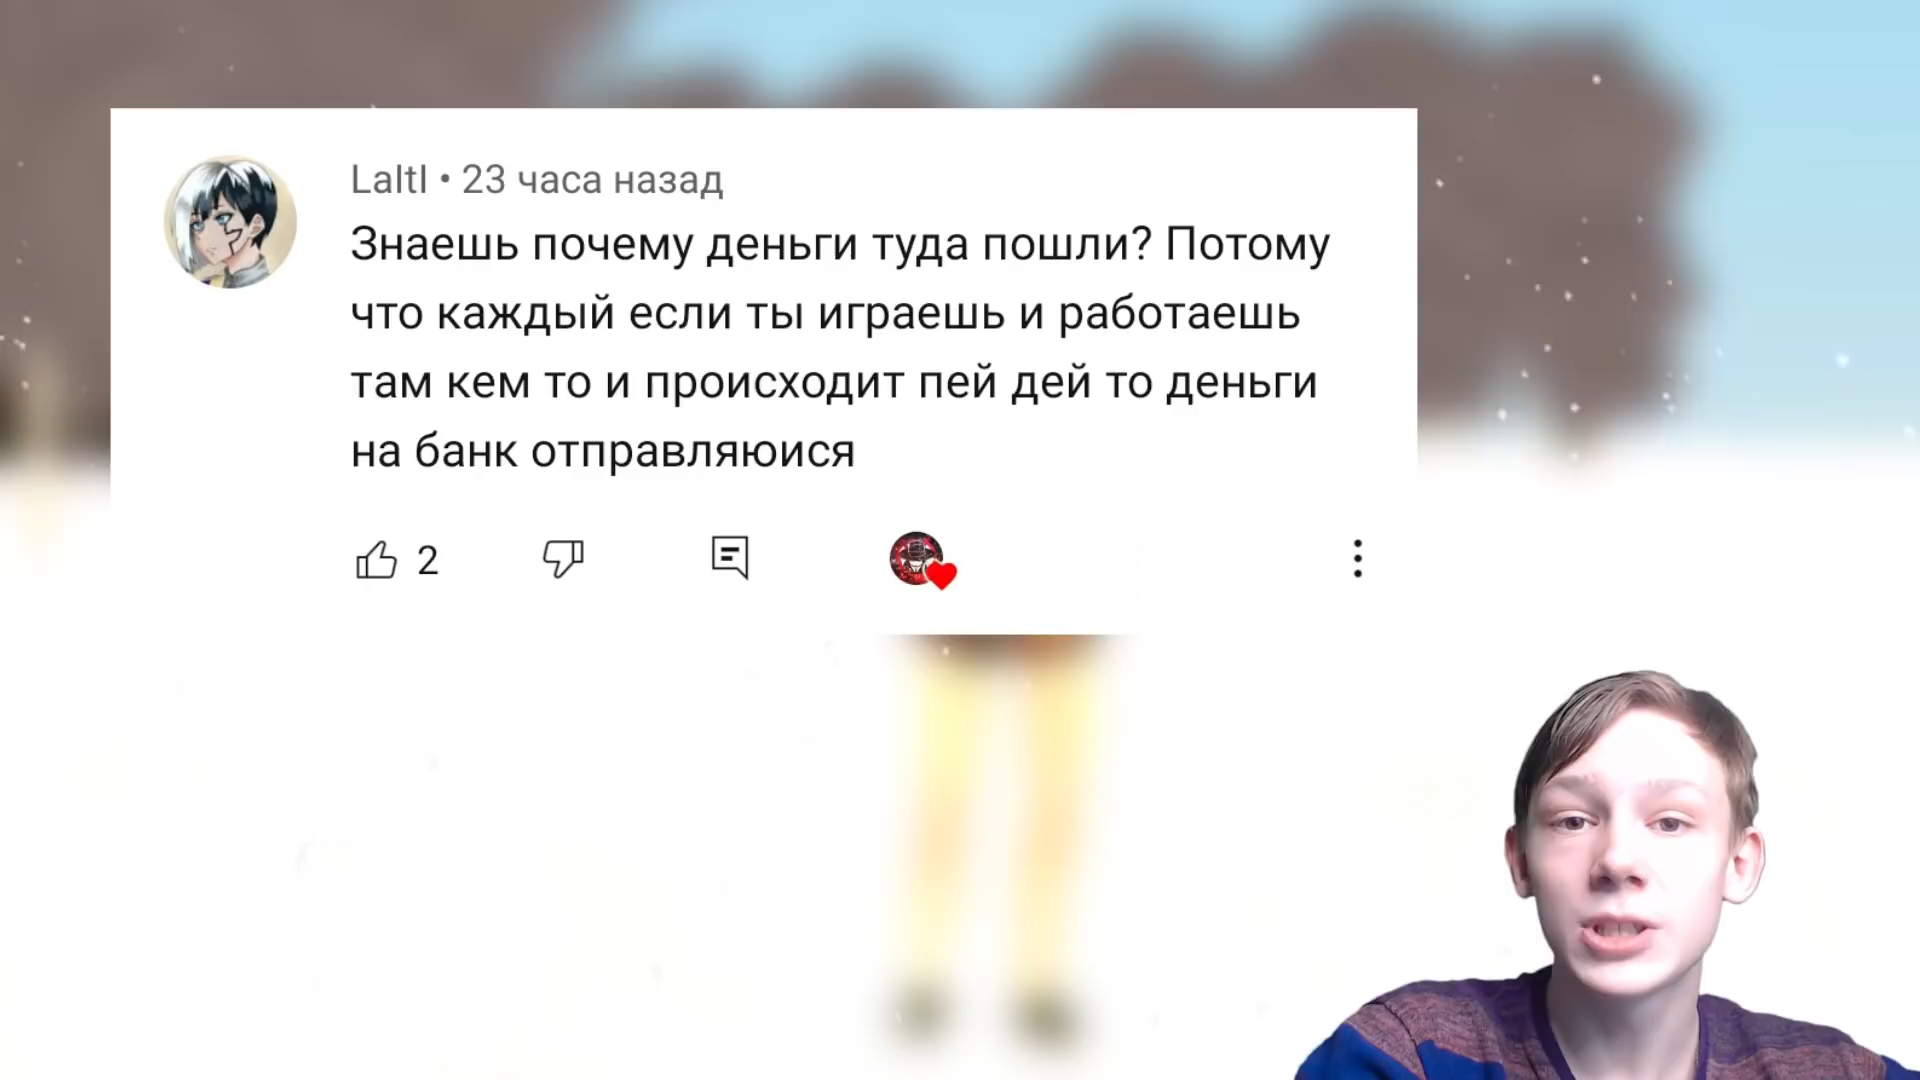 LaltI • 23 часа назад
Знаешь почему деньги туда пошли? Потому
что каждый если ты играешь и работаешь
там кем то и происходит пей дей то деньги
на банк отправляюися
2